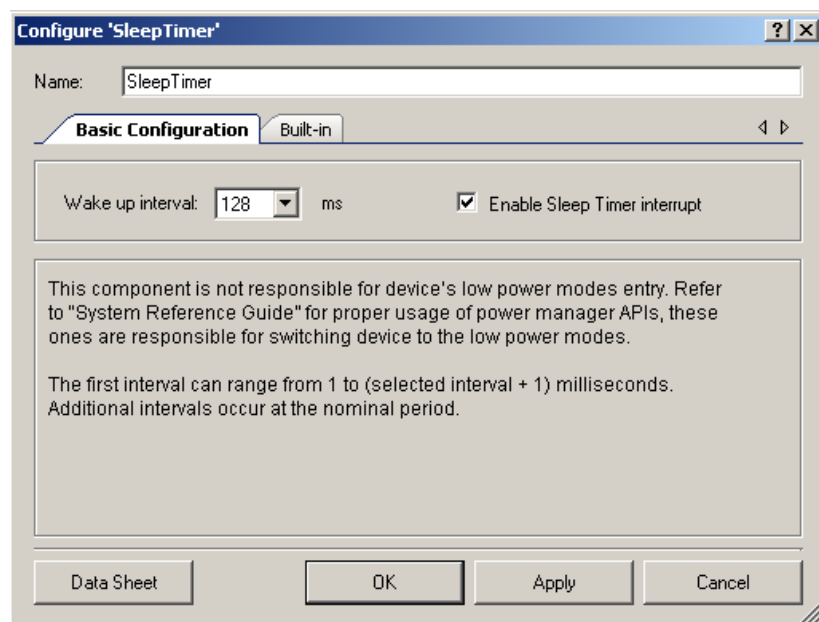 Configure 'SleepTimer'
Name: SleepTimer
Basic Configuration Built-in
Wake up interval: 128 ms Enable Sleep Timer interrupt
This component is not responsible for device's low power modes entry. Refer
to "System Reference Guide" for proper usage of power manager APIs, these
ones are responsible for switching device to the low power modes.
The first interval can range from 1 to (selected interval + 1) milliseconds.
Additional intervals occur at the nominal period.
Data Sheet OK Apply Cancel